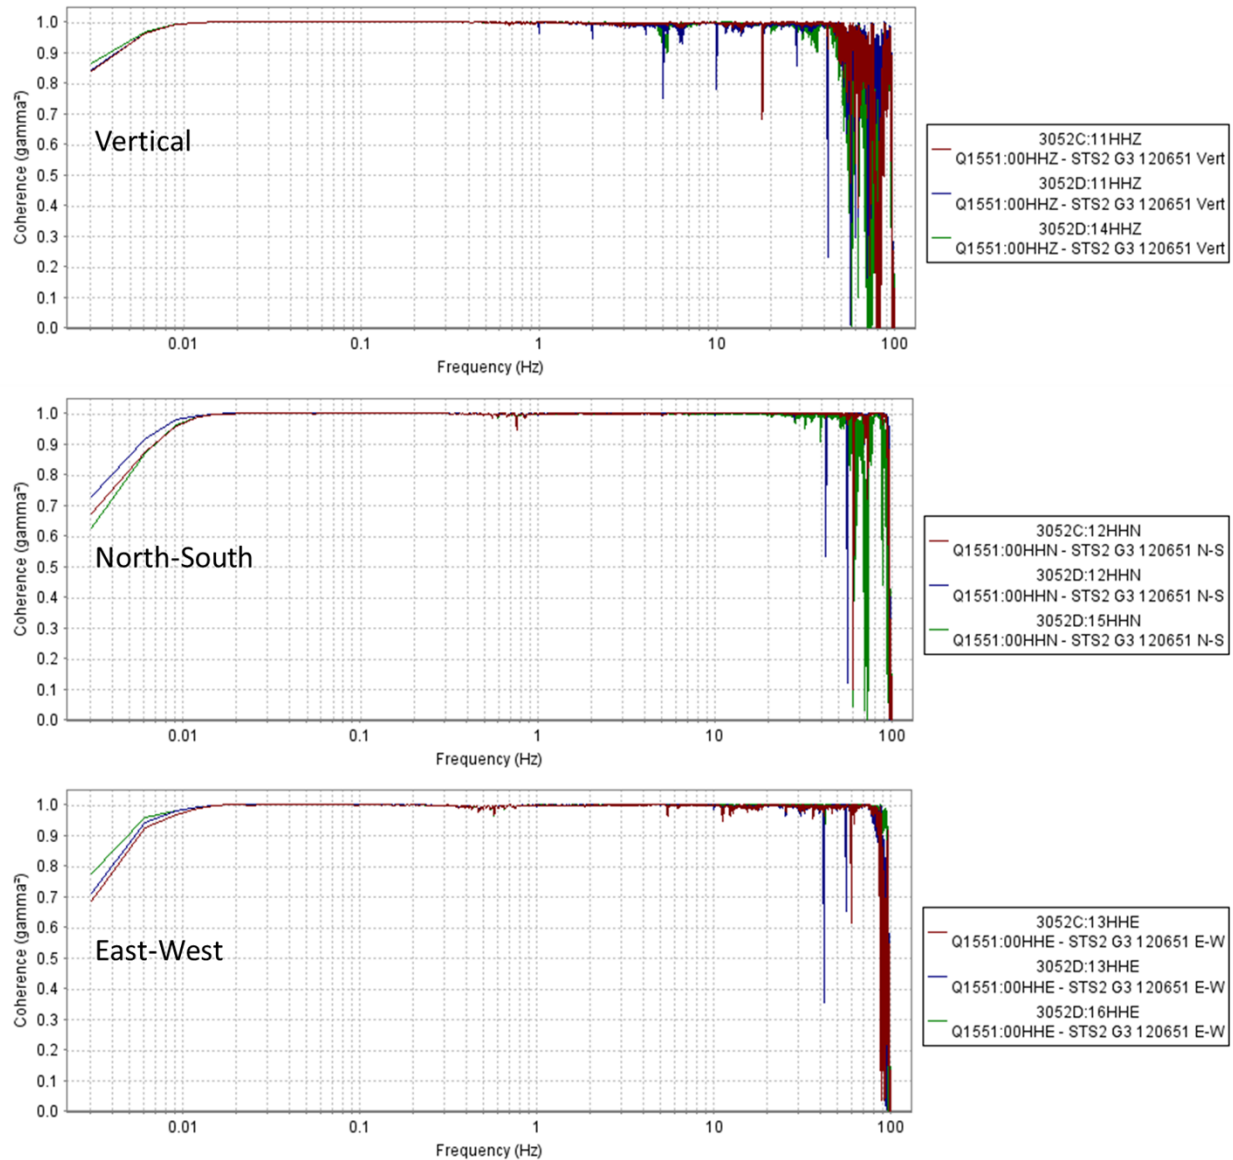 1.0
0.9
0.8
0.7
0.6
0.5
0.4
0.3
0.2
0.1
0.0
Coherence (gamma²)
Vertical
0.01 0.1 1 10 100
Frequency (Hz)
3052C:11HHZ
Q1551:00HHZ - STS2 G3 120651 Vert
3052D:11HHZ
Q1551:00HHZ - STS2 G3 120651 Vert
3052D:14HHZ
Q1551:00HHZ - STS2 G3 120651 Vert
1.0
0.9
0.8
0.7
0.6
0.5
0.4
0.3
0.2
0.1
0.0
Coherence (gamma²)
North-South
0.01 0.1 1 10 100
Frequency (Hz)
3052C:12HHN
Q1551:00HHN - STS2 G3 120651 N-S
3052D:12HHN
Q1551:00HHN - STS2 G3 120651 N-S
3052D:15HHN
Q1551:00HHN - STS2 G3 120651 N-S
1.0
0.9
0.8
0.7
0.6
0.5
0.4
0.3
0.2
0.1
0.0
Coherence (gamma²)
East-West
0.01 0.1 1 10 100
Frequency (Hz)
3052C:13HHE
Q1551:00HHE - STS2 G3 120651 E-W
3052D:13HHE
Q1551:00HHE - STS2 G3 120651 E-W
3052D:16HHE
Q1551:00HHE - STS2 G3 120651 E-W